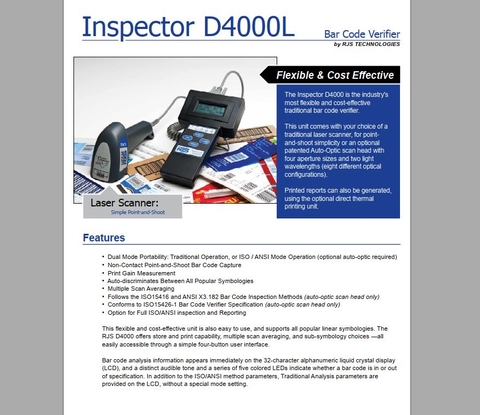 Inspector D4000L
Bar Code Verifier
by RJS TECHNOLOGIES
Flexible & Cost Effective
The Inspector D4000 is the industry's
most flexible and cost-effective
traditional bar code verifier.
This unit comes with your choice of a
traditional laser scanner, for point-
and-shoot simplicity or an optional
patented Auto-Optic scan head with
four aperture sizes and two light
wavelengths (eight different optical
configurations).
Printed reports can also be generated,
using the optional direct thermal
printing unit.
RJS
Laser Scanner:
Simple Point-and-Shoot
Features
• Dual Mode Portability: Traditional Operation, or ISO / ANSI Mode Operation (optional auto-optic required)
• Non-Contact Point-and-Shoot Bar Code Capture
• Print Gain Measurement
• Auto-discriminates Between All Popular Symbologies
• Multiple Scan Averaging
• Follows the ISO15416 and ANSI X3.182 Bar Code Inspection Methods (auto-optic scan head only)
• Conforms to ISO15426-1 Bar Code Verifier Specification (auto-optic scan head only)
• Option for Full ISO/ANSI inspection and Reporting
This flexible and cost-effective unit is also easy to use, and supports all popular linear symbologies. The
RJS D4000 offers store and print capability, multiple scan averaging, and sub-symbology choices —all
easily accessible through a simple four-button user interface.
Bar code analysis information appears immediately on the 32-character alphanumeric liquid crystal display
(LCD), and a distinct audible tone and a series of five colored LEDs indicate whether a bar code is in or out
of specification. In addition to the ISO/ANSI method parameters, Traditional Analysis parameters are
provided on the LCD, without a special mode setting.